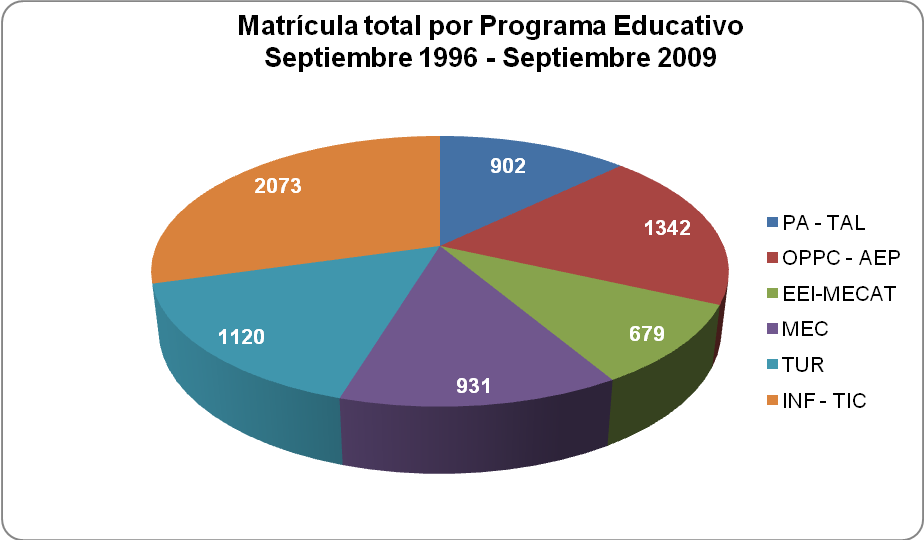 Matrícula total por Programa Educativo
Septiembre 1996 - Septiembre 2009
902
2073
1342
1120
679
931
PA - TAL
OPPC - AEP
EEI-MECAT
MEC
TUR
INF - TIC